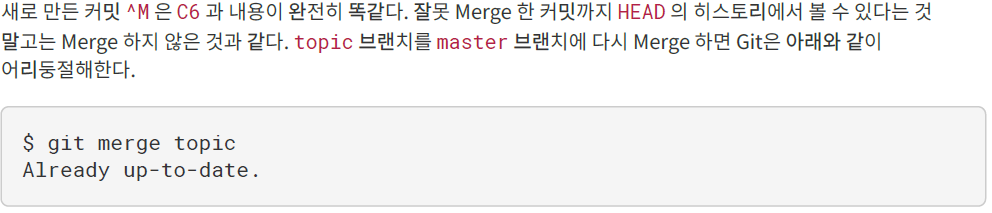 새로 만든 커밋 ^M 은 C6 과 내용이 완전히 똑같다. 잘못 Merge 한 커밋까지 HEAD 의 히스토리에서 볼 수 있다는 것
말고는 Merge 하지 않은 것과 같다. topic 브랜치를 master 브랜치에 다시 Merge 하면 Git은 아래와 같이
어리둥절해한다.
$ git merge topic
Already up-to-date.